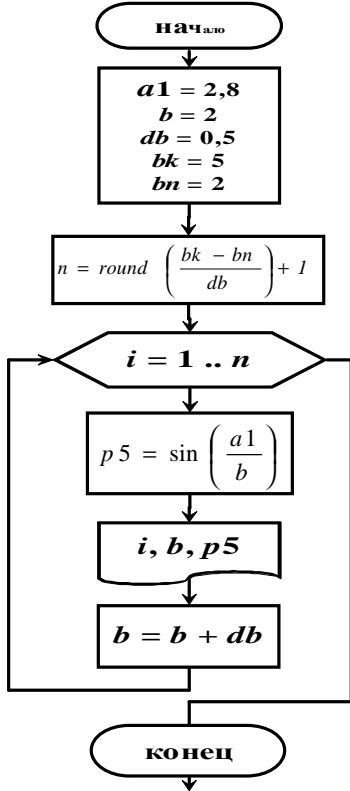 начало
a1 = 2,8
b = 2
db = 0,5
bk = 5
bn = 2
n = round ( (bk - bn) / db ) + 1
i = 1 .. n
p5 = sin ( a1 / b )
i, b, p5
b = b + db
конец